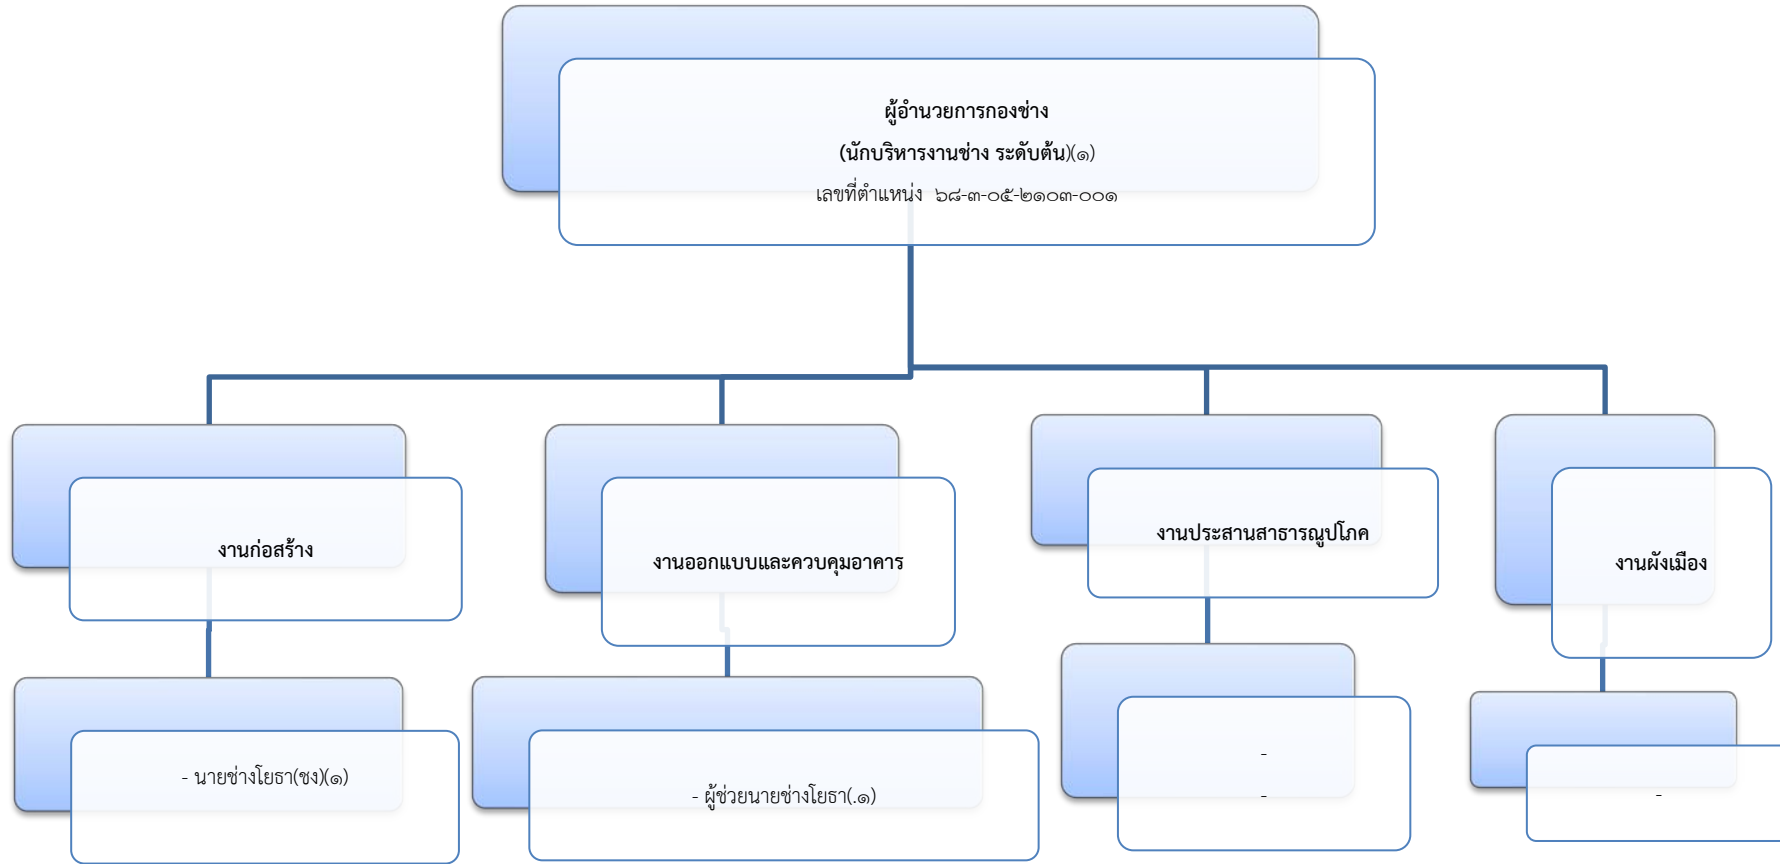 ผู้อำนวยการกองช่าง
(นักบริหารงานช่าง ระดับต้น)(๑)
เลขที่ตำแหน่ง ๖๘-๓-๐๕-๒๑๐๓-๐๐๑
งานก่อสร้าง
งานออกแบบและควบคุมอาคาร
งานประสานสาธารณูปโภค
งานผังเมือง
- นายช่างโยธา(ชง)(๑)
- ผู้ช่วยนายช่างโยธา(.๑)
-
-
-